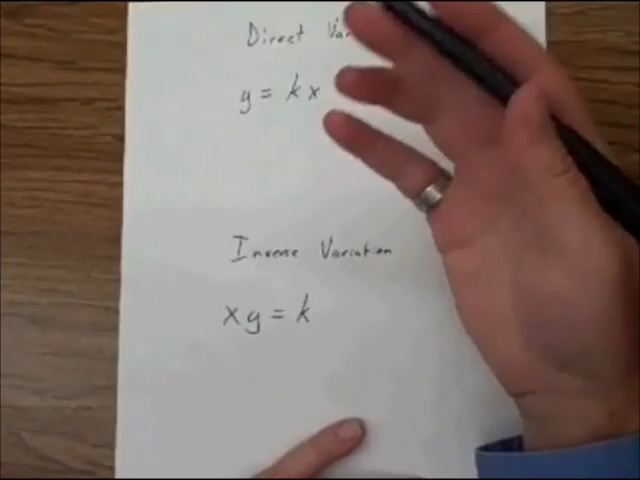 Direct
y = kx
Inverse Variation
xy = k